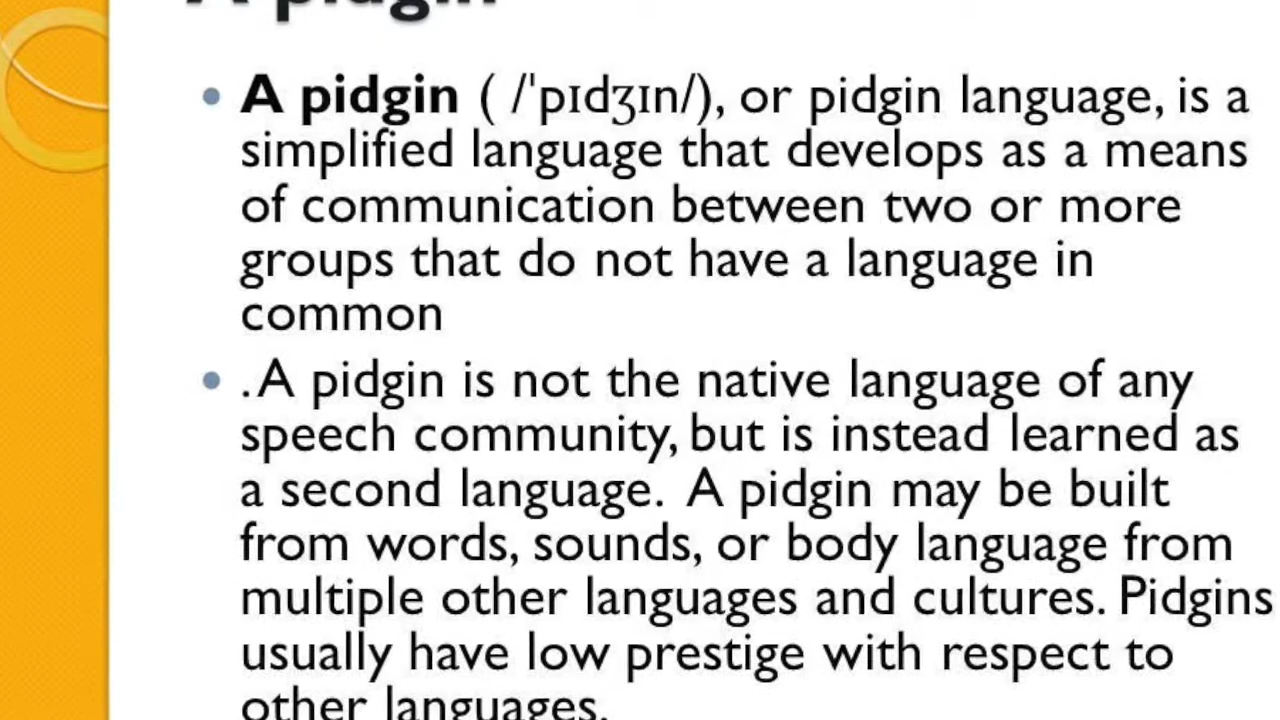 A pidgin
A pidgin ( /ˈpɪdʒɪn/), or pidgin language, is a
simplified language that develops as a means
of communication between two or more
groups that do not have a language in
common
. A pidgin is not the native language of any
speech community, but is instead learned as
a second language.  A pidgin may be built
from words, sounds, or body language from
multiple other languages and cultures. Pidgins
usually have low prestige with respect to
other languages.